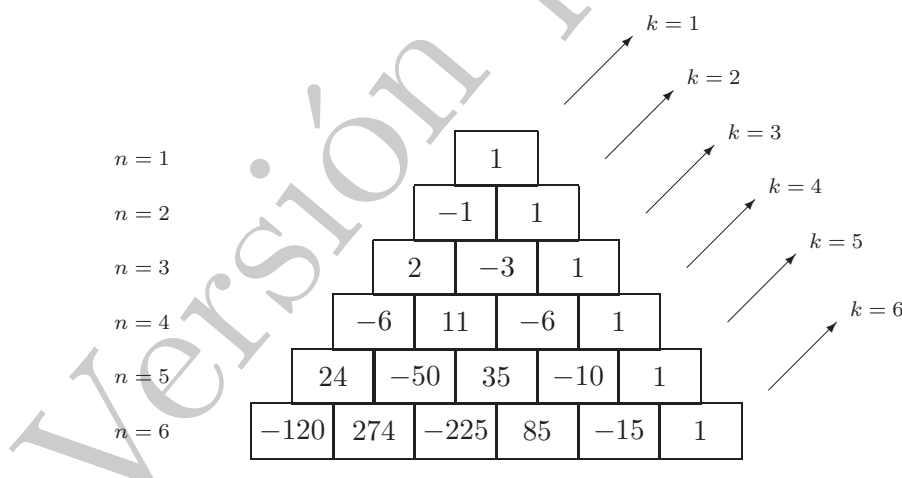 k = 1
k = 2
k = 3
k = 4
k = 5
k = 6
n = 1 1
n = 2 −1 1
n = 3 2 −3 1
n = 4 −6 11 −6 1
n = 5 24 −50 35 −10 1
n = 6 −120 274 −225 85 −15 1
Versión